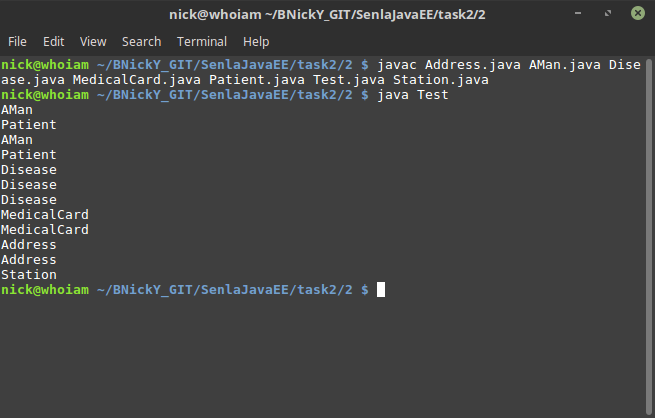 nick@whoiam ~/BNickY_GIT/SenlaJavaEE/task2/2
File Edit View Search Terminal Help
nick@whoiam ~/BNickY_GIT/SenlaJavaEE/task2/2 $ javac Address.java AMan.java Dise
ase.java MedicalCard.java Patient.java Test.java Station.java
nick@whoiam ~/BNickY_GIT/SenlaJavaEE/task2/2 $ java Test
AMan
Patient
AMan
Patient
Disease
Disease
Disease
MedicalCard
MedicalCard
Address
Address
Station
nick@whoiam ~/BNickY_GIT/SenlaJavaEE/task2/2 $